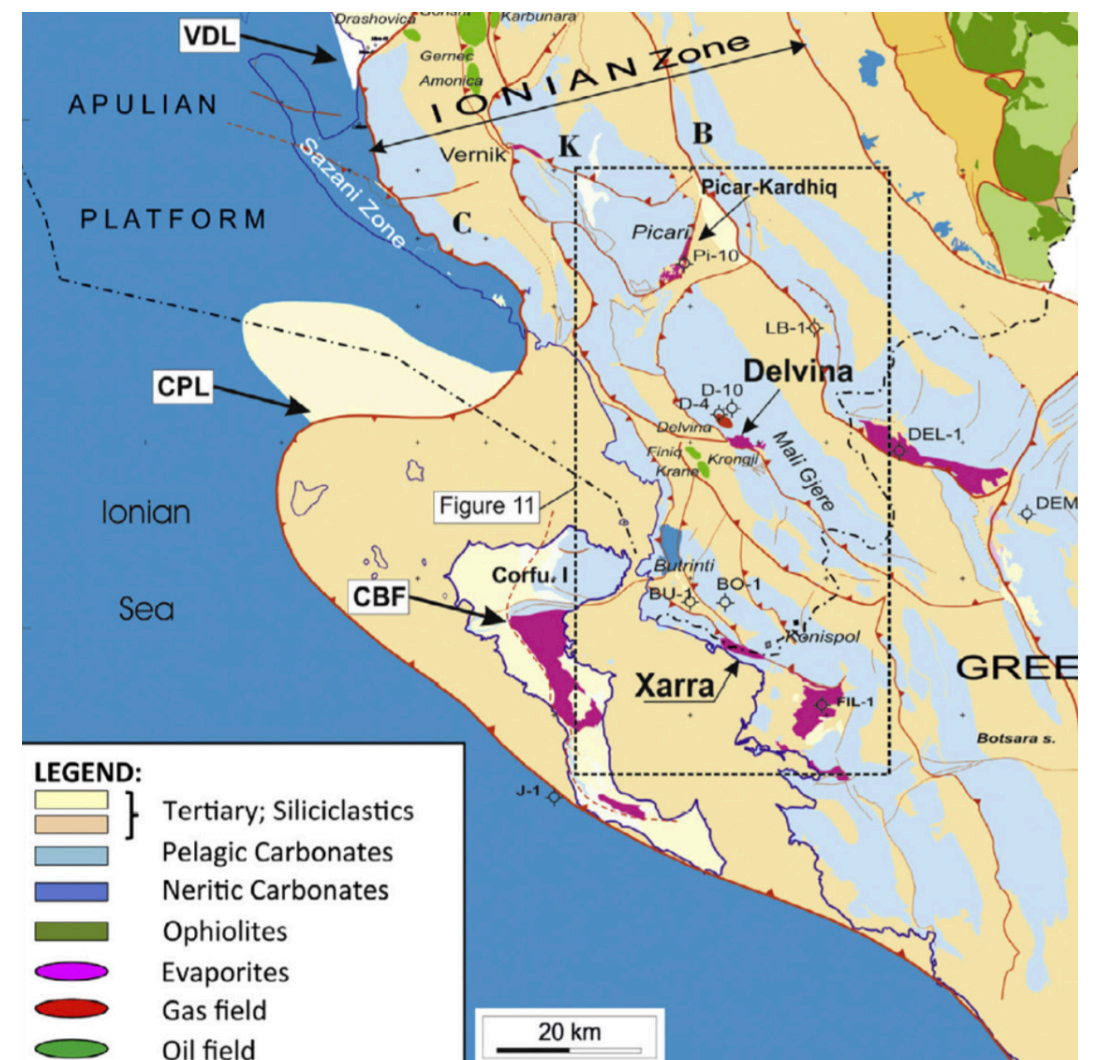 Drashovica
Karbunara
VDL
Gernec
Amonica
IONIAN Zone
APULIAN
PLATFORM
Sazani Zone
Vernik
K
B
C
Picar-Kardhiq
Picari
Pi-10
LB-1
CPL
Delvina
D-10
D-4
Delvina
DEL-1
Finiq
Krane
Krongji
Mali Gjere
DEM
Figure 11
Ionian
Sea
Corfu. I
CBF
Butrinti
BU-1
BO-1
Konispol
Xarra
FIL-1
GREE
Botsara s.
J-1
LEGEND:
Tertiary; Siliciclastics
Pelagic Carbonates
Neritic Carbonates
Ophiolites
Evaporites
Gas field
Oil field
20 km